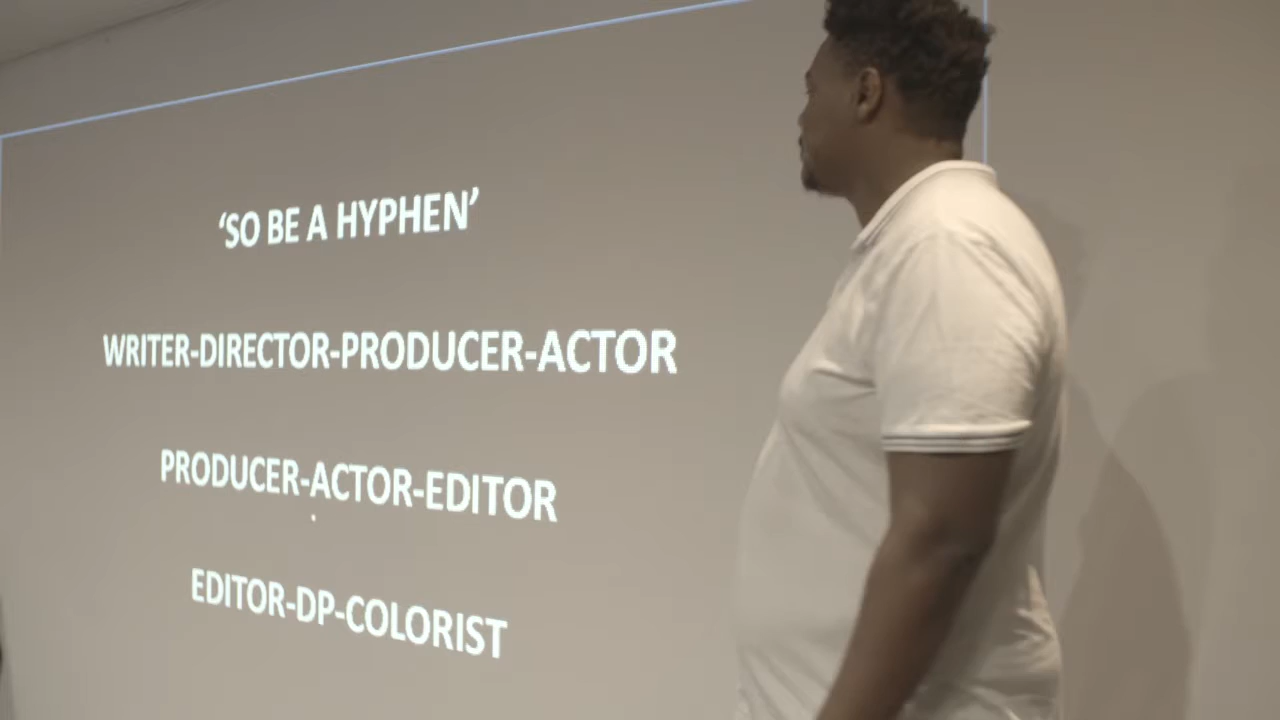 ‘SO BE A HYPHEN’
WRITER-DIRECTOR-PRODUCER-ACTOR
PRODUCER-ACTOR-EDITOR
EDITOR-DP-COLORIST